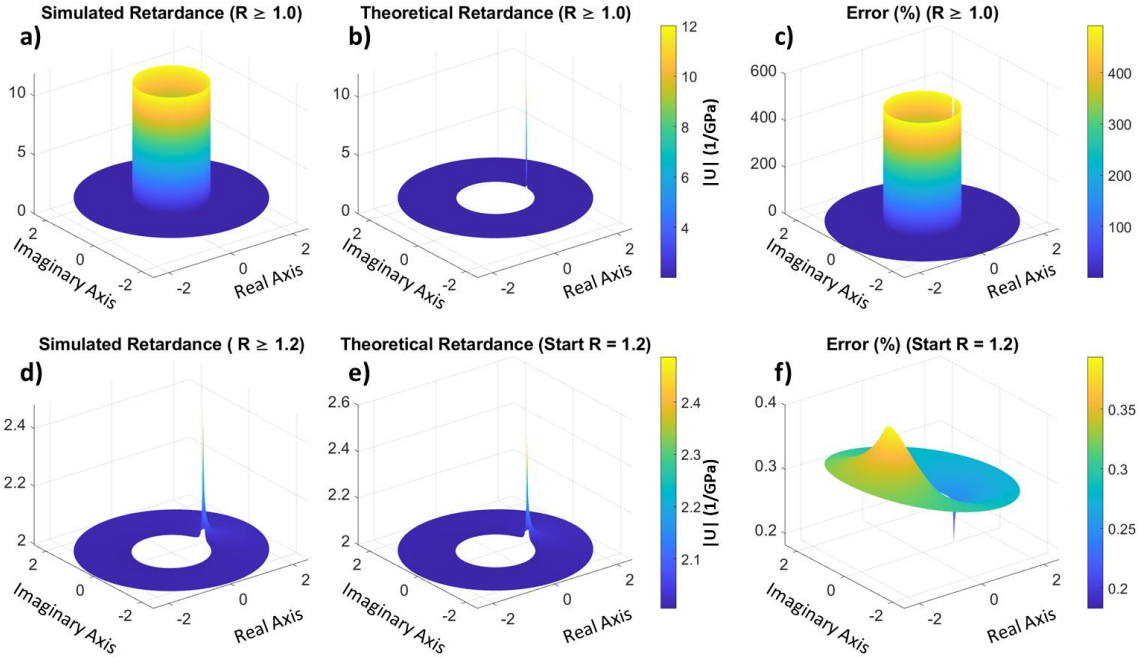 Simulated Retardance (R ≥ 1.0)
a)
10
5
0
2
0
-2
Imaginary Axis
-2
0
2
Real Axis
Theoretical Retardance (R ≥ 1.0)
b)
10
5
0
2
0
-2
Imaginary Axis
-2
0
2
Real Axis
12
10
8
6
4
|U| (1/GPa)
Error (%) (R ≥ 1.0)
c)
600
400
200
0
2
0
-2
Imaginary Axis
-2
0
2
Real Axis
400
300
200
100
Simulated Retardance ( R ≥ 1.2)
d)
2.4
2.2
2
2
0
-2
Imaginary Axis
-2
0
2
Real Axis
Theoretical Retardance (Start R = 1.2)
e)
2.6
2.4
2.2
2
2
0
-2
Imaginary Axis
-2
0
2
Real Axis
2.4
2.3
2.2
2.1
|U| (1/GPa)
Error (%) (Start R = 1.2)
f)
0.4
0.3
0.2
2
0
-2
Imaginary Axis
-2
0
2
Real Axis
0.35
0.3
0.25
0.2